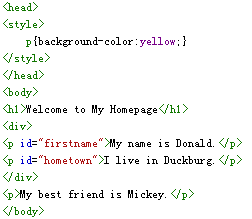 <head>
<style>
p{background-color:yellow;}
</style>
</head>
<body>
<h1>Welcome to My Homepage</h1>
<div>
<p id="firstname">My name is Donald.</p>
<p id="hometown">I live in Duckburg.</p>
</div>
<p>My best friend is Mickey.</p>
</body>